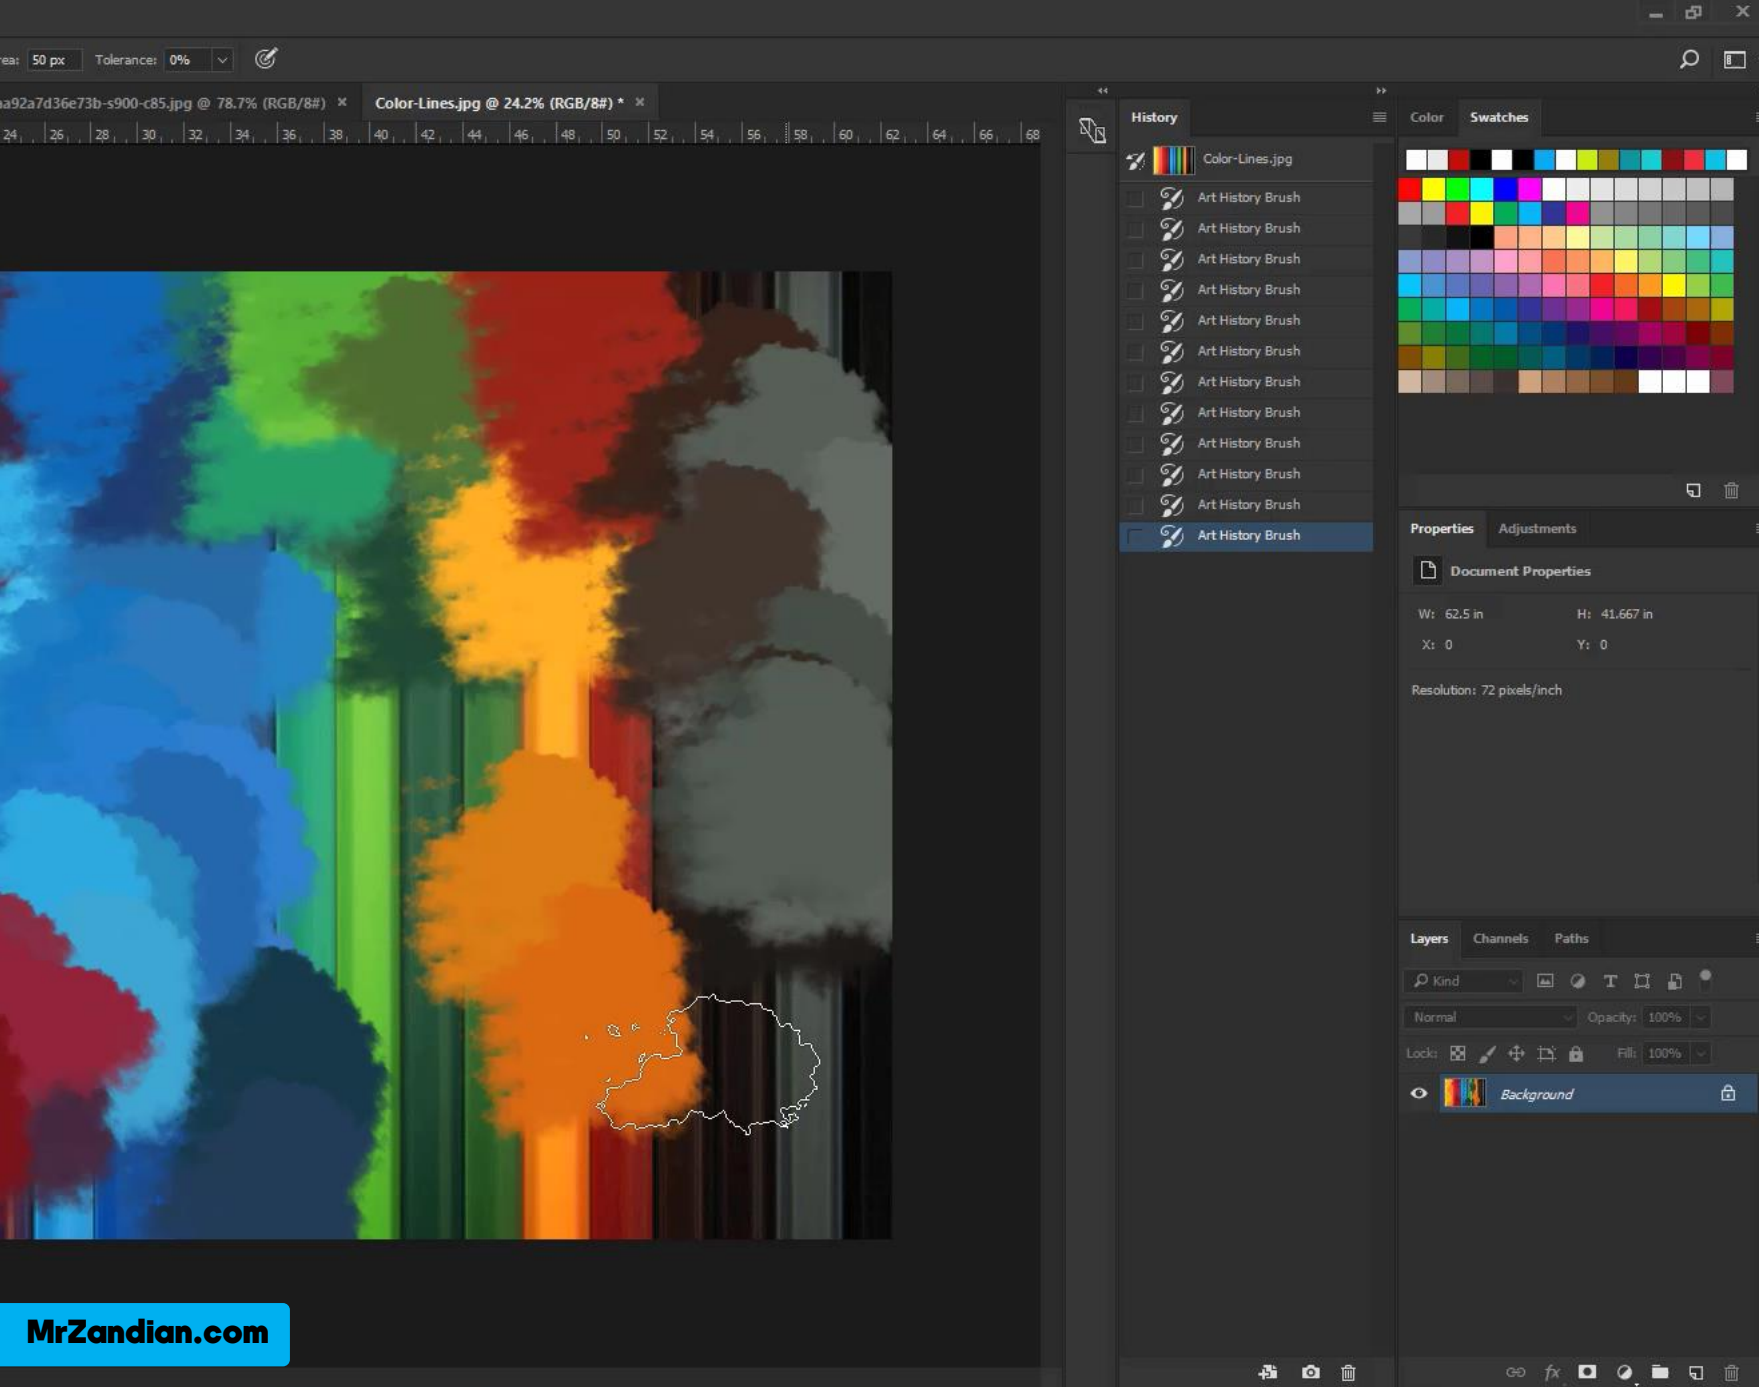 50 px Tolerance: 0%
a92a7d36e73b-s900-c85.jpg @ 78.7% (RGB/8#) × Color-Lines.jpg @ 24.2% (RGB/8#) * ×
24 26 28 30 32 34 36 38 40 42 44 46 48 50 52 54 56 58 60 62 64 66 68
History
Color-Lines.jpg
Art History Brush
Art History Brush
Art History Brush
Art History Brush
Art History Brush
Art History Brush
Art History Brush
Art History Brush
Art History Brush
Art History Brush
Art History Brush
Art History Brush
Color Swatches
Properties Adjustments
Document Properties
W: 62.5 in H: 41.667 in
X: 0 Y: 0
Resolution: 72 pixels/inch
Layers Channels Paths
Kind
Normal Opacity: 100%
Lock: Fill: 100%
Background
fx
MrZandian.com